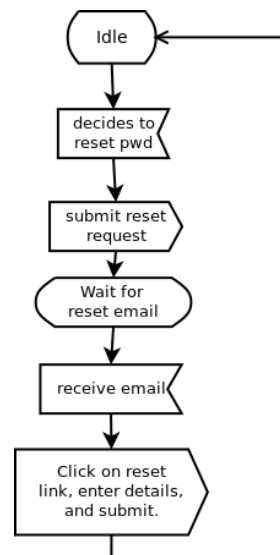 Idle
decides to
reset pwd
submit reset
request
Wait for
reset email
receive email
Click on reset
link, enter details,
and submit.